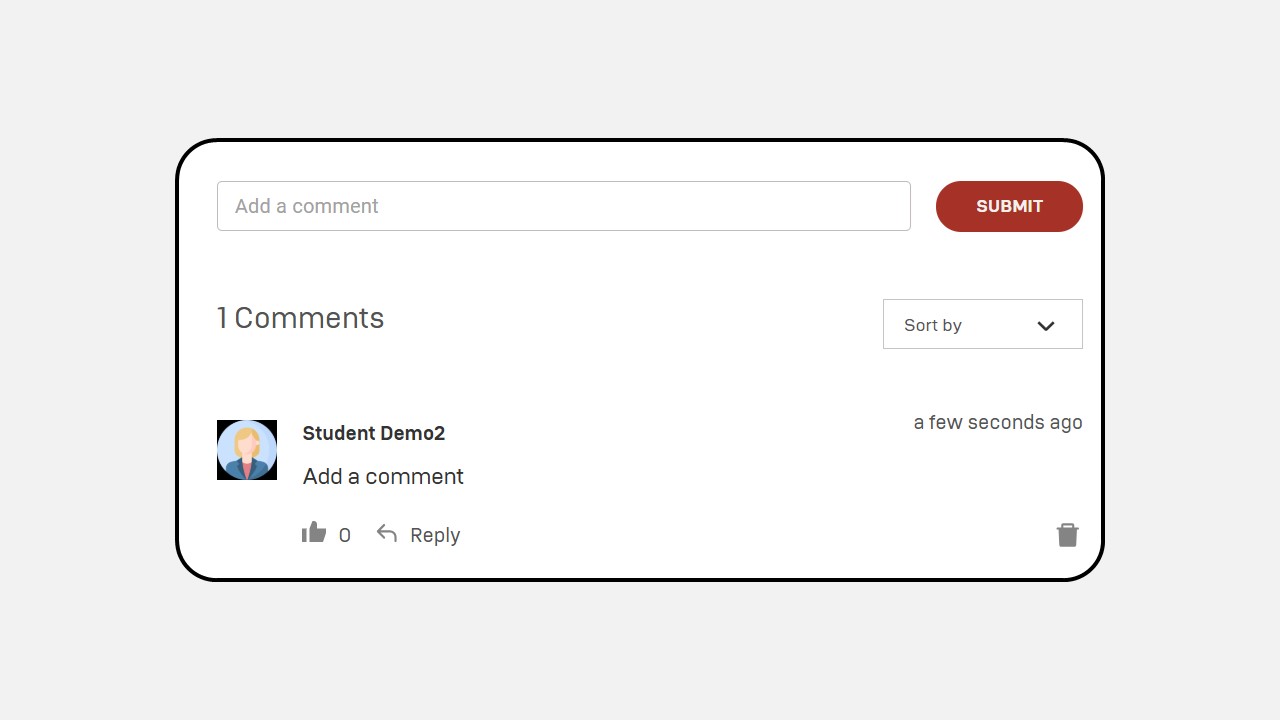 Add a comment
SUBMIT
1 Comments
Sort by
a few seconds ago
Student Demo2
Add a comment
0 Reply